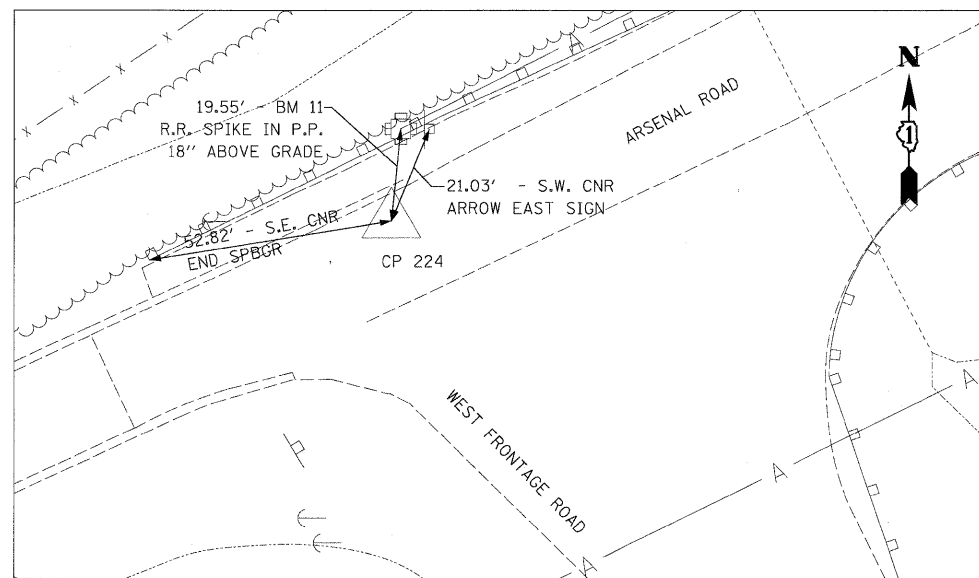 19.55' - BM 11
R.R. SPIKE IN P.P.
18" ABOVE GRADE
ARSENAL ROAD
N
1
21.03' - S.W. CNR
ARROW EAST SIGN
52.82' - S.E. CNR
END SPBGR
CP 224
WEST FRONTAGE ROAD
X
X
X
A
A
A
A